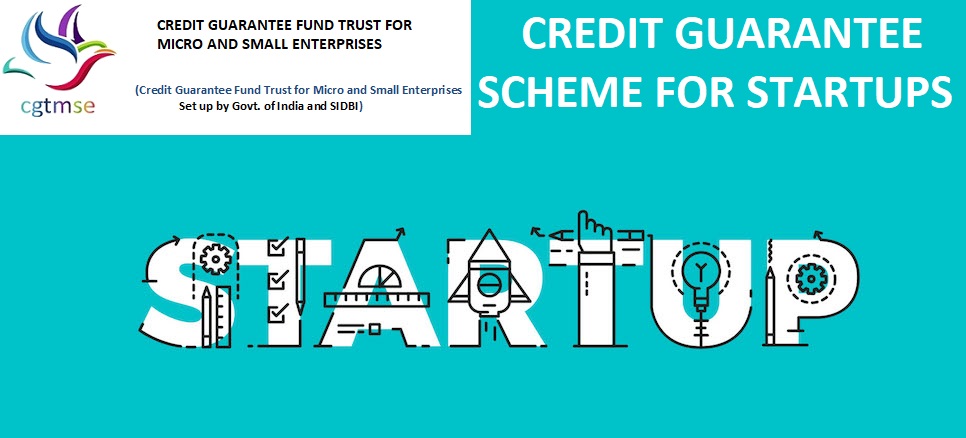 CREDIT GUARANTEE FUND TRUST FOR
MICRO AND SMALL ENTERPRISES
(Credit Guarantee Fund Trust for Micro and Small Enterprises
Set up by Govt. of India and SIDBI)
cgtmse
CREDIT GUARANTEE
SCHEME FOR STARTUPS
STARTUP